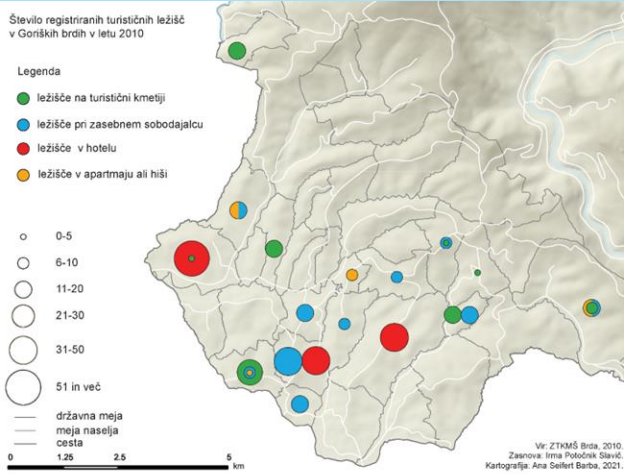 Število registriranih turističnih ležišč
v Goriških brdih v letu 2010
Legenda
ležišče na turistični kmetiji
ležišče pri zasebnem sobodajalcu
ležišče v hotelu
ležišče v apartmaju ali hiši
0-5
6-10
11-20
21-30
31-50
51 in več
državna meja
meja naselja
cesta
0 1.25 2.5 5
km
Vir: ZTKMŠ Brda, 2010.
Zasnova: Irma Potočnik Slavič.
Kartografija: Ana Seifert Barba, 2021.